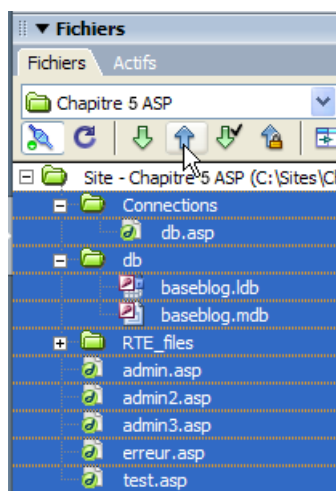 Fichiers
Fichiers Actifs
Chapitre 5 ASP
Site - Chapitre 5 ASP (C:\Sites\Cl
Connections
db.asp
db
baseblog.ldb
baseblog.mdb
RTE_files
admin.asp
admin2.asp
admin3.asp
erreur.asp
test.asp